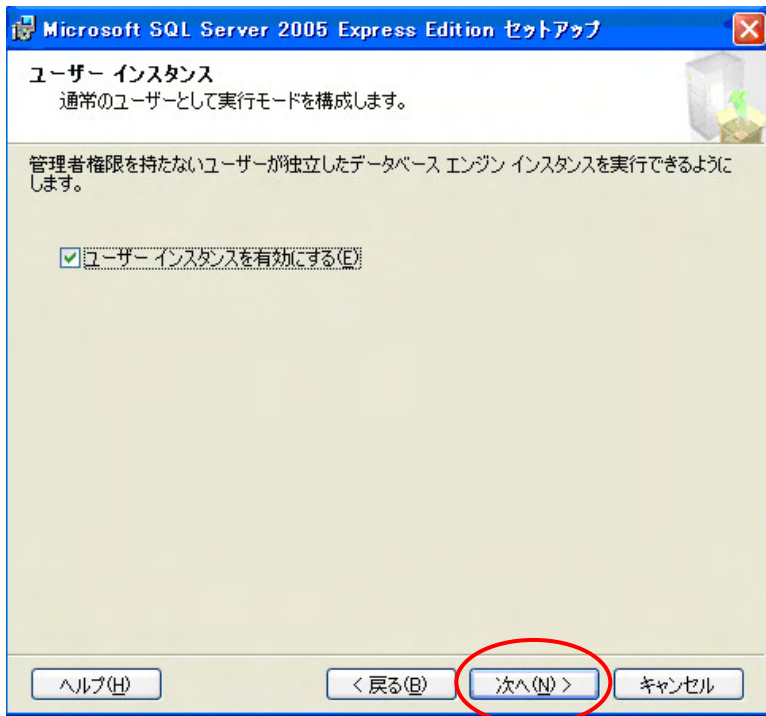 Microsoft SQL Server 2005 Express Edition セットアップ
ユーザー インスタンス
通常のユーザーとして実行モードを構成します。
管理者権限を持たないユーザーが独立したデータベース エンジン インスタンスを実行できるように
します。
ユーザー インスタンスを有効にする(E)
ヘルプ(H)
< 戻る(B)
次へ(N) >
キャンセル